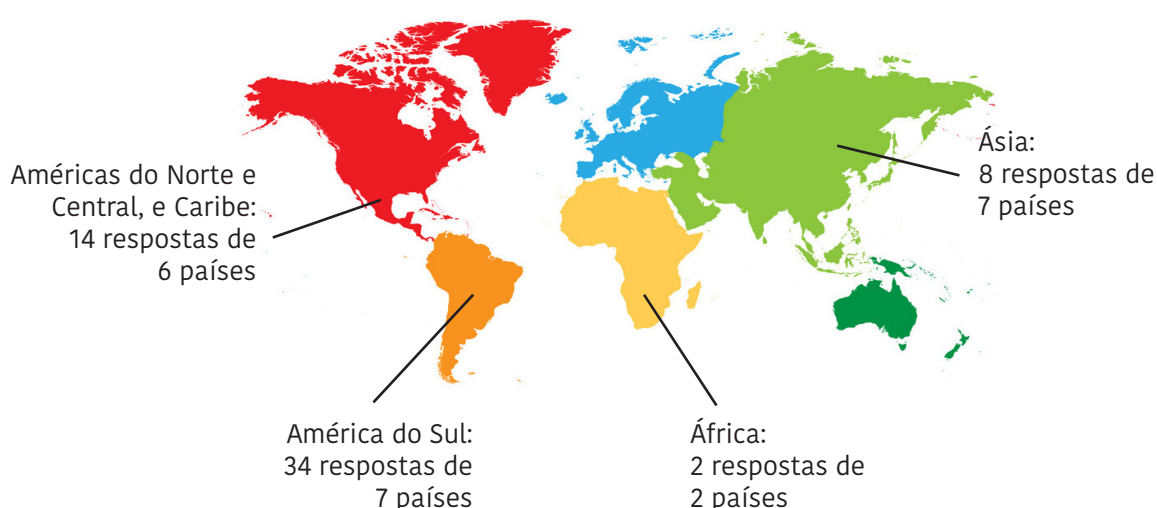 Américas do Norte e
Central, e Caribe:
14 respostas de
6 países
Ásia:
8 respostas de
7 países
América do Sul:
34 respostas de
7 países
África:
2 respostas de
2 países